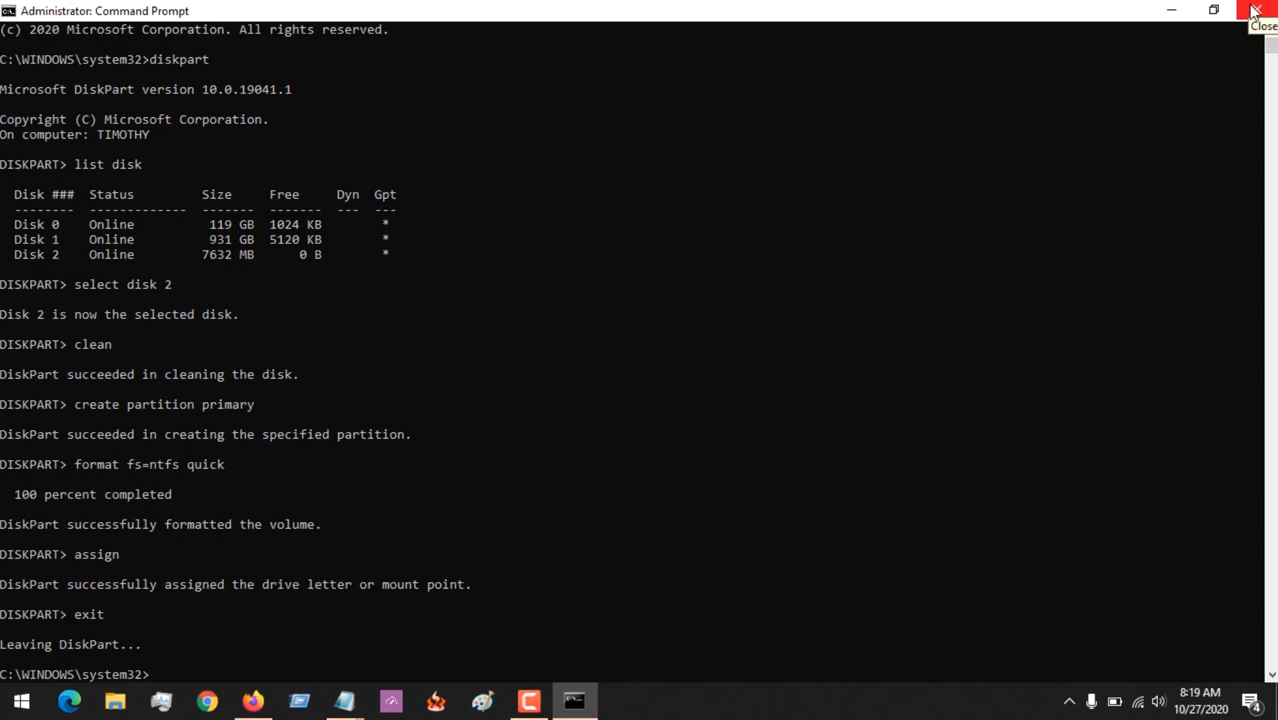 Administrator: Command Prompt
Close
(c) 2020 Microsoft Corporation. All rights reserved.
C:\WINDOWS\system32>diskpart
Microsoft DiskPart version 10.0.19041.1
Copyright (C) Microsoft Corporation.
On computer: TIMOTHY
DISKPART> list disk
Disk ### Status Size Free Dyn Gpt
-------- ------------- ------- ------- --- ---
Disk 0 Online 119 GB 1024 KB *
Disk 1 Online 931 GB 5120 KB *
Disk 2 Online 7632 MB 0 B *
DISKPART> select disk 2
Disk 2 is now the selected disk.
DISKPART> clean
DiskPart succeeded in cleaning the disk.
DISKPART> create partition primary
DiskPart succeeded in creating the specified partition.
DISKPART> format fs=ntfs quick
100 percent completed
DiskPart successfully formatted the volume.
DISKPART> assign
DiskPart successfully assigned the drive letter or mount point.
DISKPART> exit
Leaving DiskPart...
C:\WINDOWS\system32>
8:19 AM
10/27/2020
4